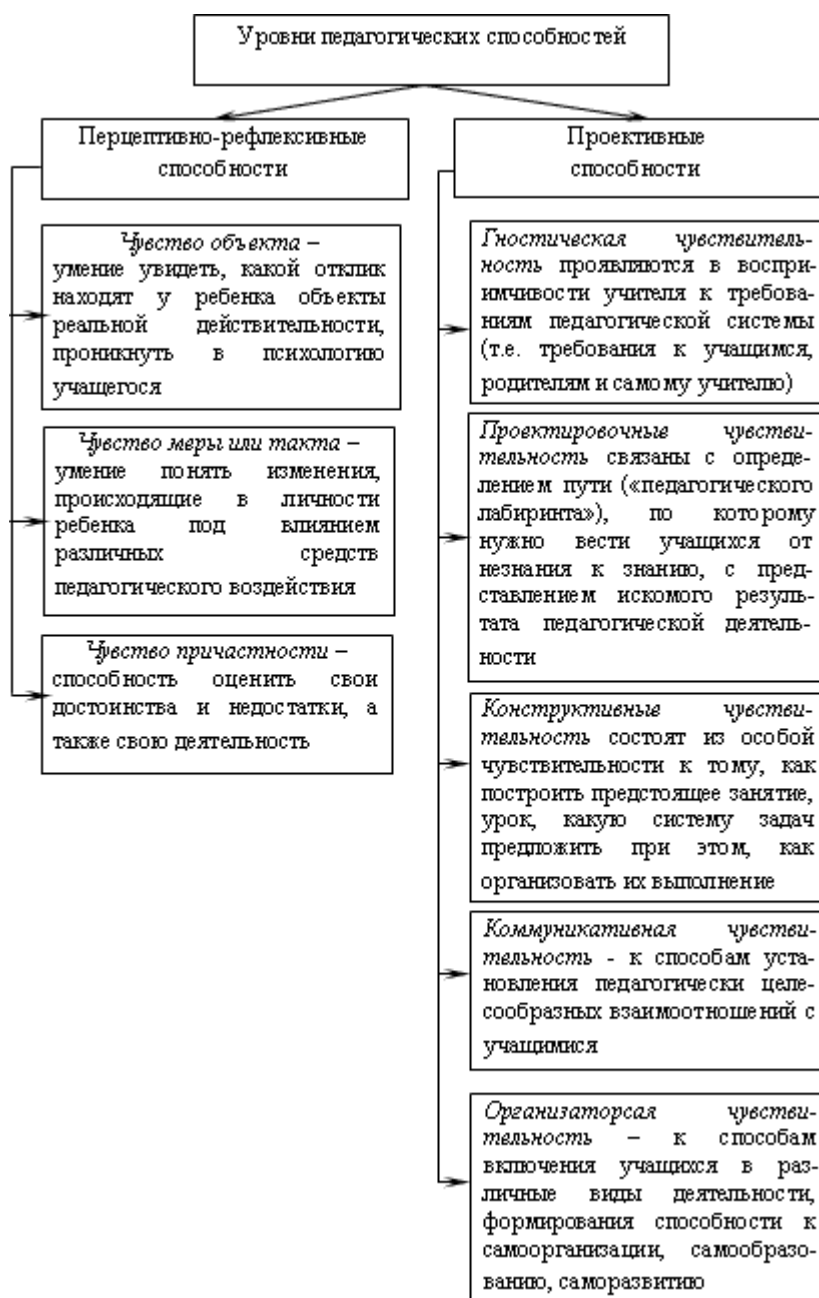 Уровни педагогических способностей
Перцептивно-рефлексивные
способности
Чувство объекта –
умение увидеть, какой отклик
находят у ребенка объекты
реальной действительности,
проникнуть в психологию
учащегося
Чувство меры или такта –
умение понять изменения,
происходящие в личности
ребенка под влиянием
различных средств
педагогического воздействия
Чувство причастности –
способность оценить свои
достоинства и недостатки, а
также свою деятельность
Проективные
способности
Гностическая чувствитель-
ность проявляются в воспри-
имчивости учителя к требова-
ниям педагогической системы
(т.е. требования к учащимся,
родителям и самому учителю)
Проектировочные чувстви-
тельность связаны с опреде-
лением пути («педагогического
лабиринта»), по которому
нужно вести учащихся от
незнания к знанию, с пред-
ставлением искомого резуль-
тата педагогической деятель-
ности
Конструктивные чувстви-
тельность состоят из особой
чувствительности к тому, как
построить предстоящее занятие,
урок, какую систему задач
предложить при этом, как
организовать их выполнение
Коммуникативная чувстви-
тельность - к способам уста-
новления педагогически целе-
сообразных взаимоотношений с
учащимися
Организаторсая чувстви-
тельность – к способам
включения учащихся в раз-
личные виды деятельности,
формирования способности к
самоорганизации, самообразо-
ванию, саморазвитию